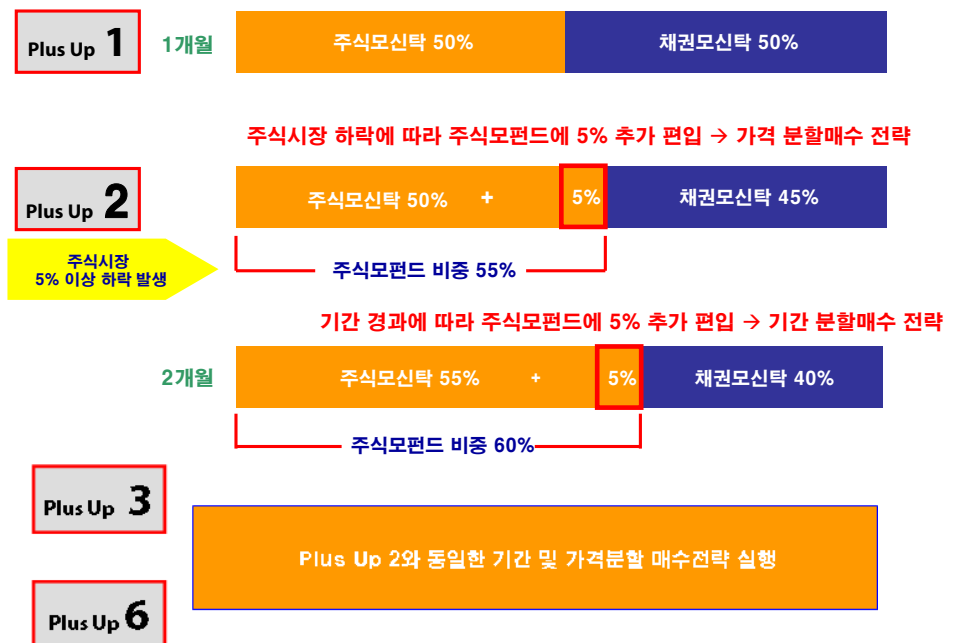 Plus Up 1
1개월
주식모신탁 50%
채권모신탁 50%
주식시장 하락에 따라 주식모펀드에 5% 추가 편입 → 가격 분할매수 전략
Plus Up 2
주식모신탁 50% + 5%
채권모신탁 45%
주식시장
5% 이상 하락 발생
주식모펀드 비중 55%
기간 경과에 따라 주식모펀드에 5% 추가 편입 → 기간 분할매수 전략
2개월
주식모신탁 55% + 5%
채권모신탁 40%
주식모펀드 비중 60%
Plus Up 3
Plus Up 2와 동일한 기간 및 가격분할 매수전략 실행
Plus Up 6